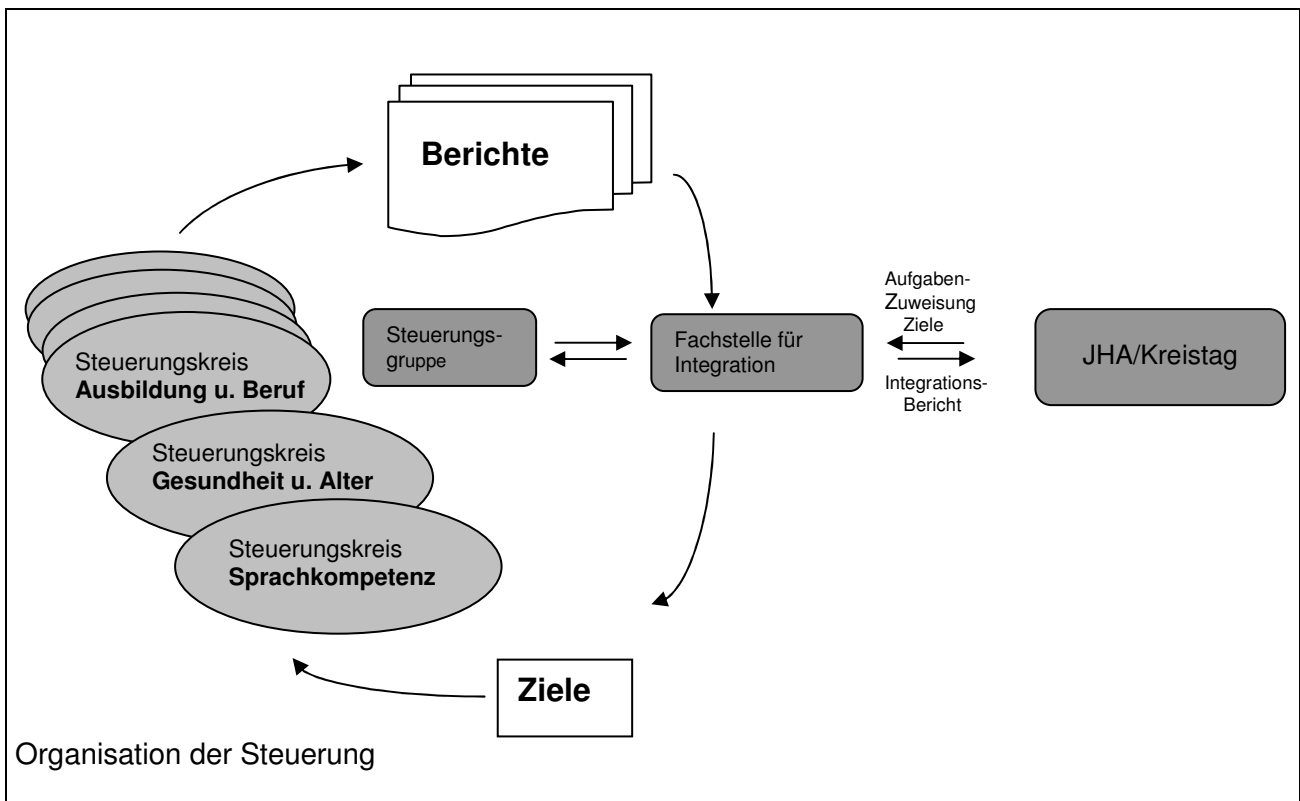 Berichte
Steuerungskreis
Ausbildung u. Beruf
Steuerungskreis
Gesundheit u. Alter
Steuerungskreis
Sprachkompetenz
Steuerungs-
gruppe
Fachstelle für
Integration
Aufgaben-
Zuweisung
Ziele
Integrations-
Bericht
JHA/Kreistag
Ziele
Organisation der Steuerung